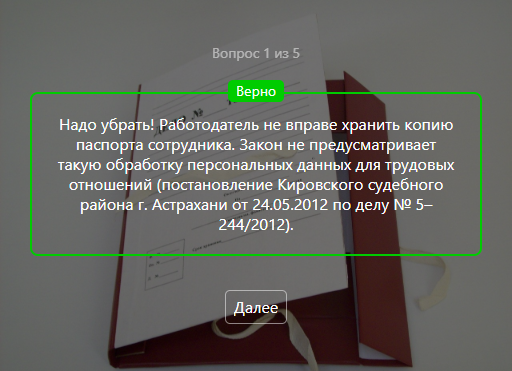 Вопрос 1 из 5
Верно
Надо убрать! Работодатель не вправе хранить копию
паспорта сотрудника. Закон не предусматривает
такую обработку персональных данных для трудовых
отношений (постановление Кировского судебного
района г. Астрахани от 24.05.2012 по делу № 5–
244/2012).
Далее